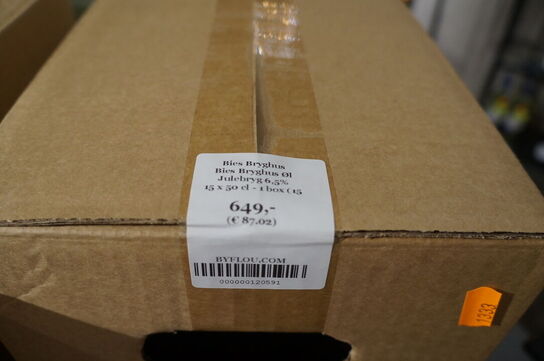 Bies Bryghus
Bies Bryghus Øl
Julebryg 6,5%
15 x 50 cl - 1 box (15
649,-
(€ 87.02)
BYFLOU.COM
000000120591
1333